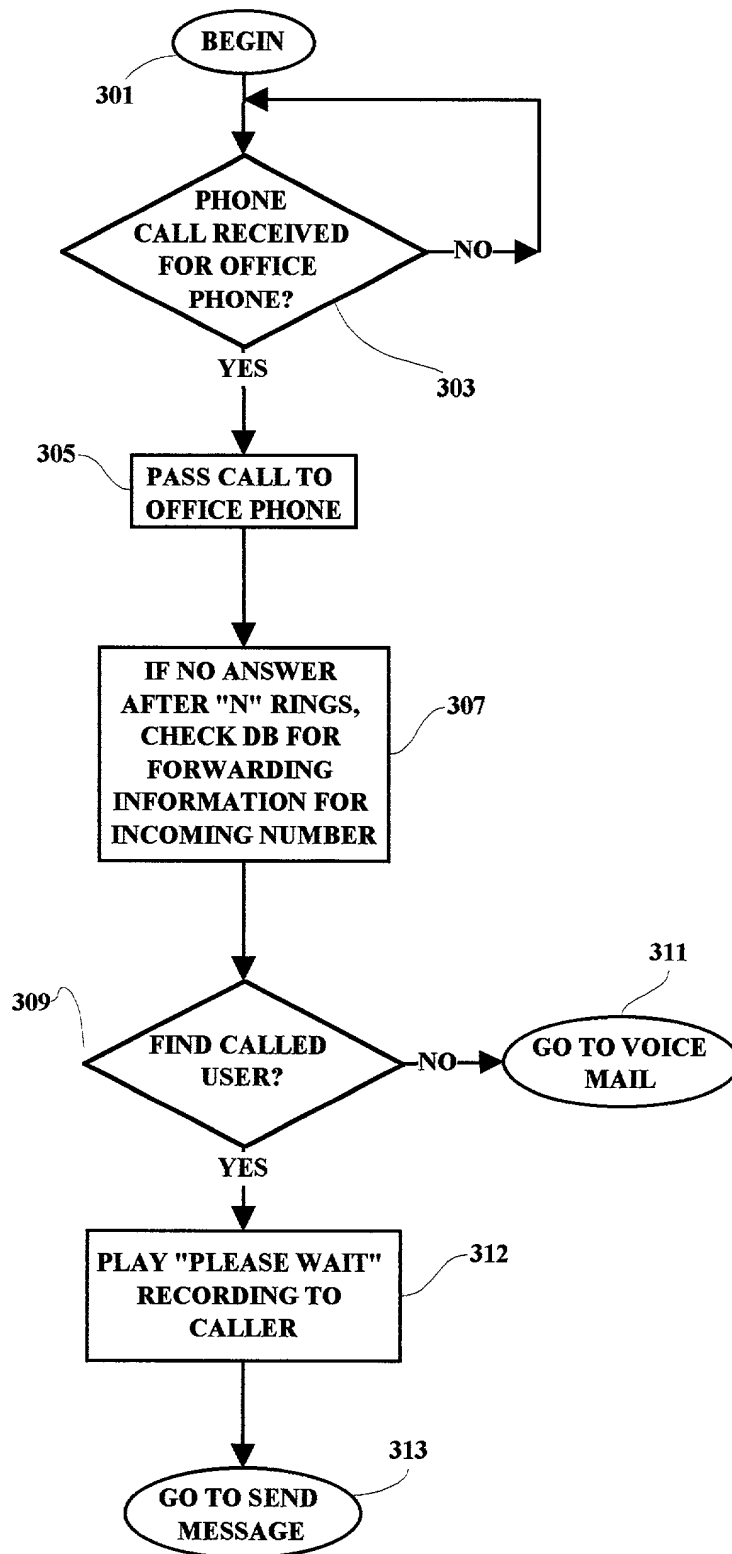 BEGIN
301
PHONE
CALL RECEIVED
FOR OFFICE
PHONE?
NO
303
YES
305
PASS CALL TO
OFFICE PHONE
IF NO ANSWER
AFTER "N" RINGS,
CHECK DB FOR
FORWARDING
INFORMATION FOR
INCOMING NUMBER
307
309
FIND CALLED
USER?
NO
311
GO TO VOICE
MAIL
YES
PLAY "PLEASE WAIT"
RECORDING TO
CALLER
312
313
GO TO SEND
MESSAGE